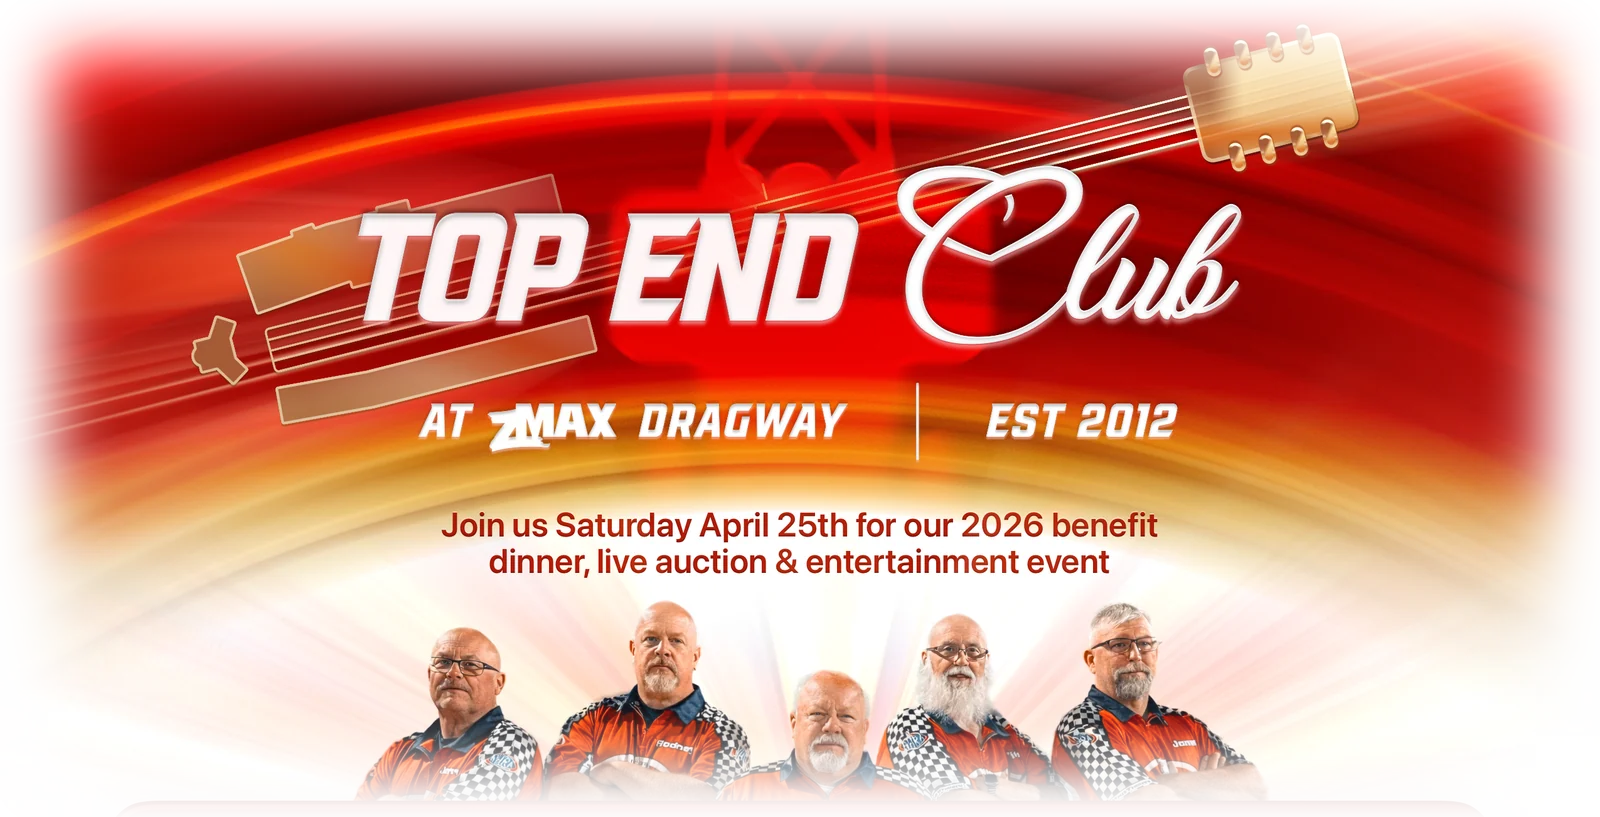 TOP END Club
AT ZMAX DRAGWAY | EST 2012
Join us Saturday April 25th for our 2026 benefit
dinner, live auction & entertainment event
NHRA